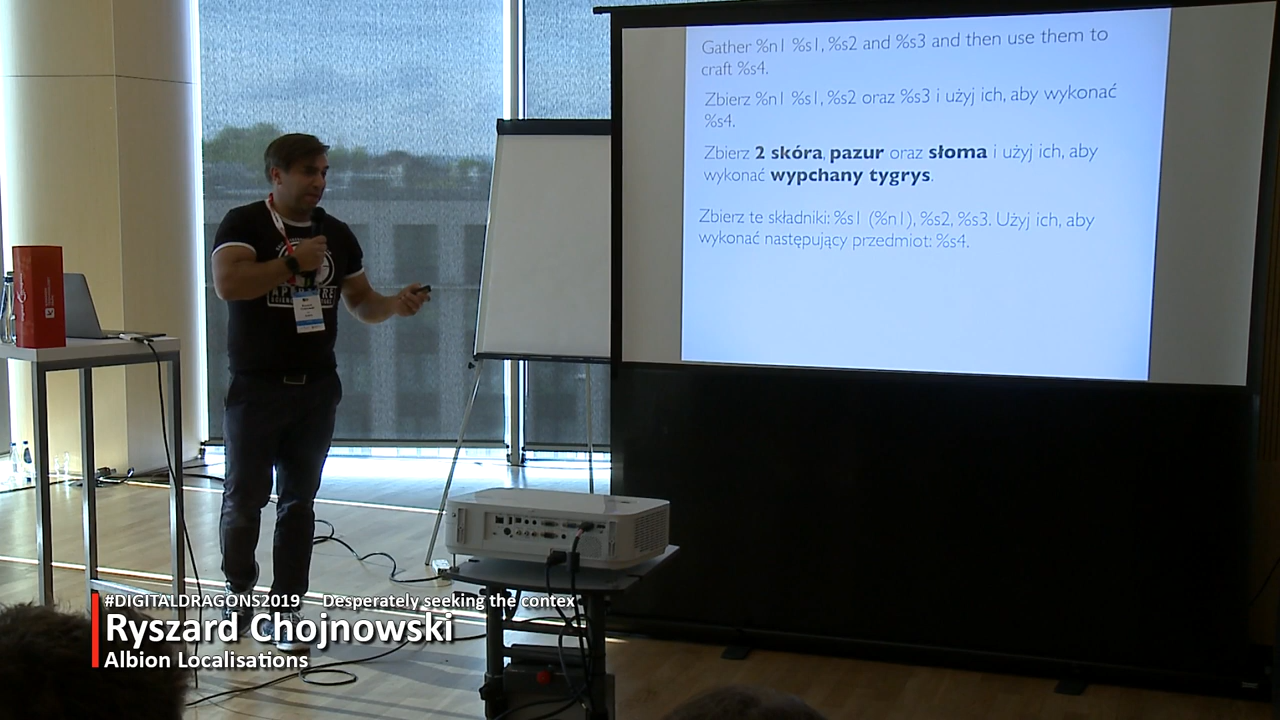 Gather %n1 %s1, %s2 and %s3 and then use them to
craft %s4.
Zbierz %n1 %s1, %s2 oraz %s3 i użyj ich, aby wykonać
%s4.
Zbierz 2 skóra, pazur oraz słoma i użyj ich, aby
wykonać wypchany tygrys.
Zbierz te składniki: %s1 (%n1), %s2, %s3. Użyj ich, aby
wykonać następujący przedmiot: %s4.
#DIGITALDRAGONS2019 Desperately seeking the contex
Ryszard Chojnowski
Albion Localisations